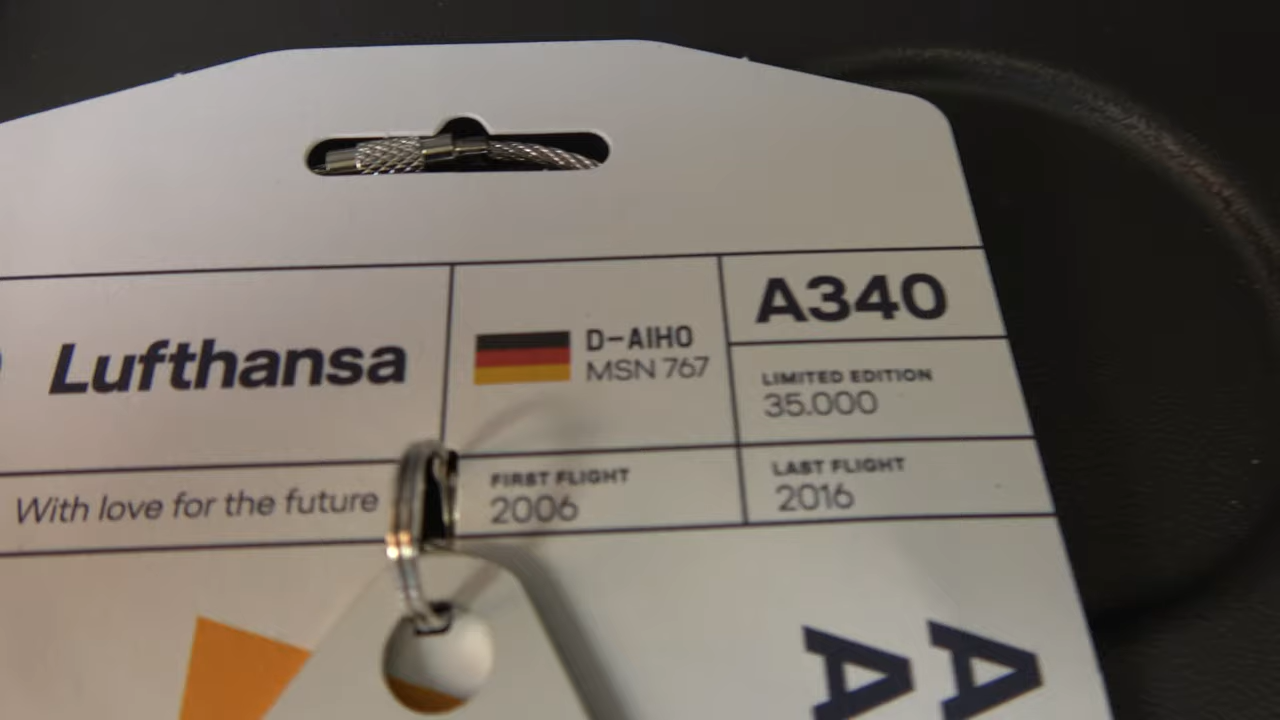 Lufthansa
D-AIHO
MSN 767
A340
LIMITED EDITION
35.000
With love for the future
FIRST FLIGHT
2006
LAST FLIGHT
2016
A
A